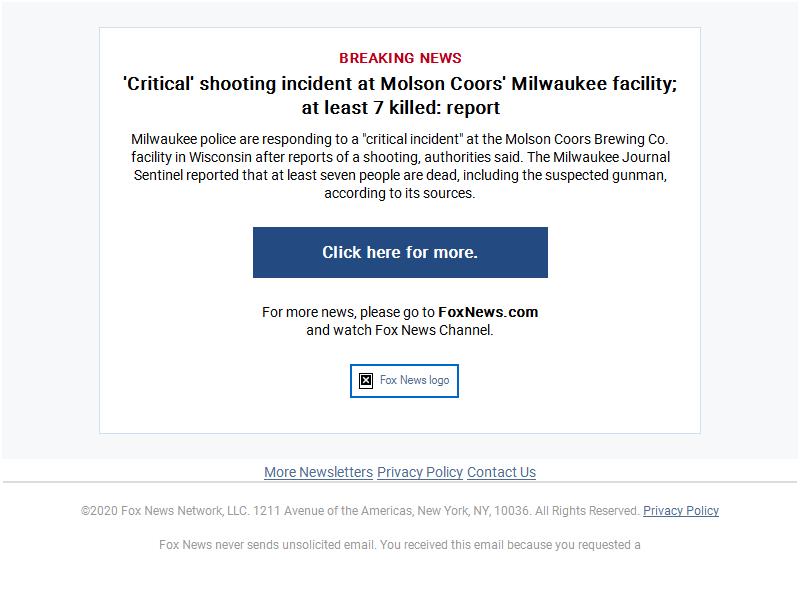 BREAKING NEWS
'Critical' shooting incident at Molson Coors' Milwaukee facility;
at least 7 killed: report
Milwaukee police are responding to a "critical incident" at the Molson Coors Brewing Co.
facility in Wisconsin after reports of a shooting, authorities said. The Milwaukee Journal
Sentinel reported that at least seven people are dead, including the suspected gunman,
according to its sources.
Click here for more.
For more news, please go to FoxNews.com
and watch Fox News Channel.
Fox News logo
More Newsletters Privacy Policy Contact Us
©2020 Fox News Network, LLC. 1211 Avenue of the Americas, New York, NY, 10036. All Rights Reserved. Privacy Policy
Fox News never sends unsolicited email. You received this email because you requested a